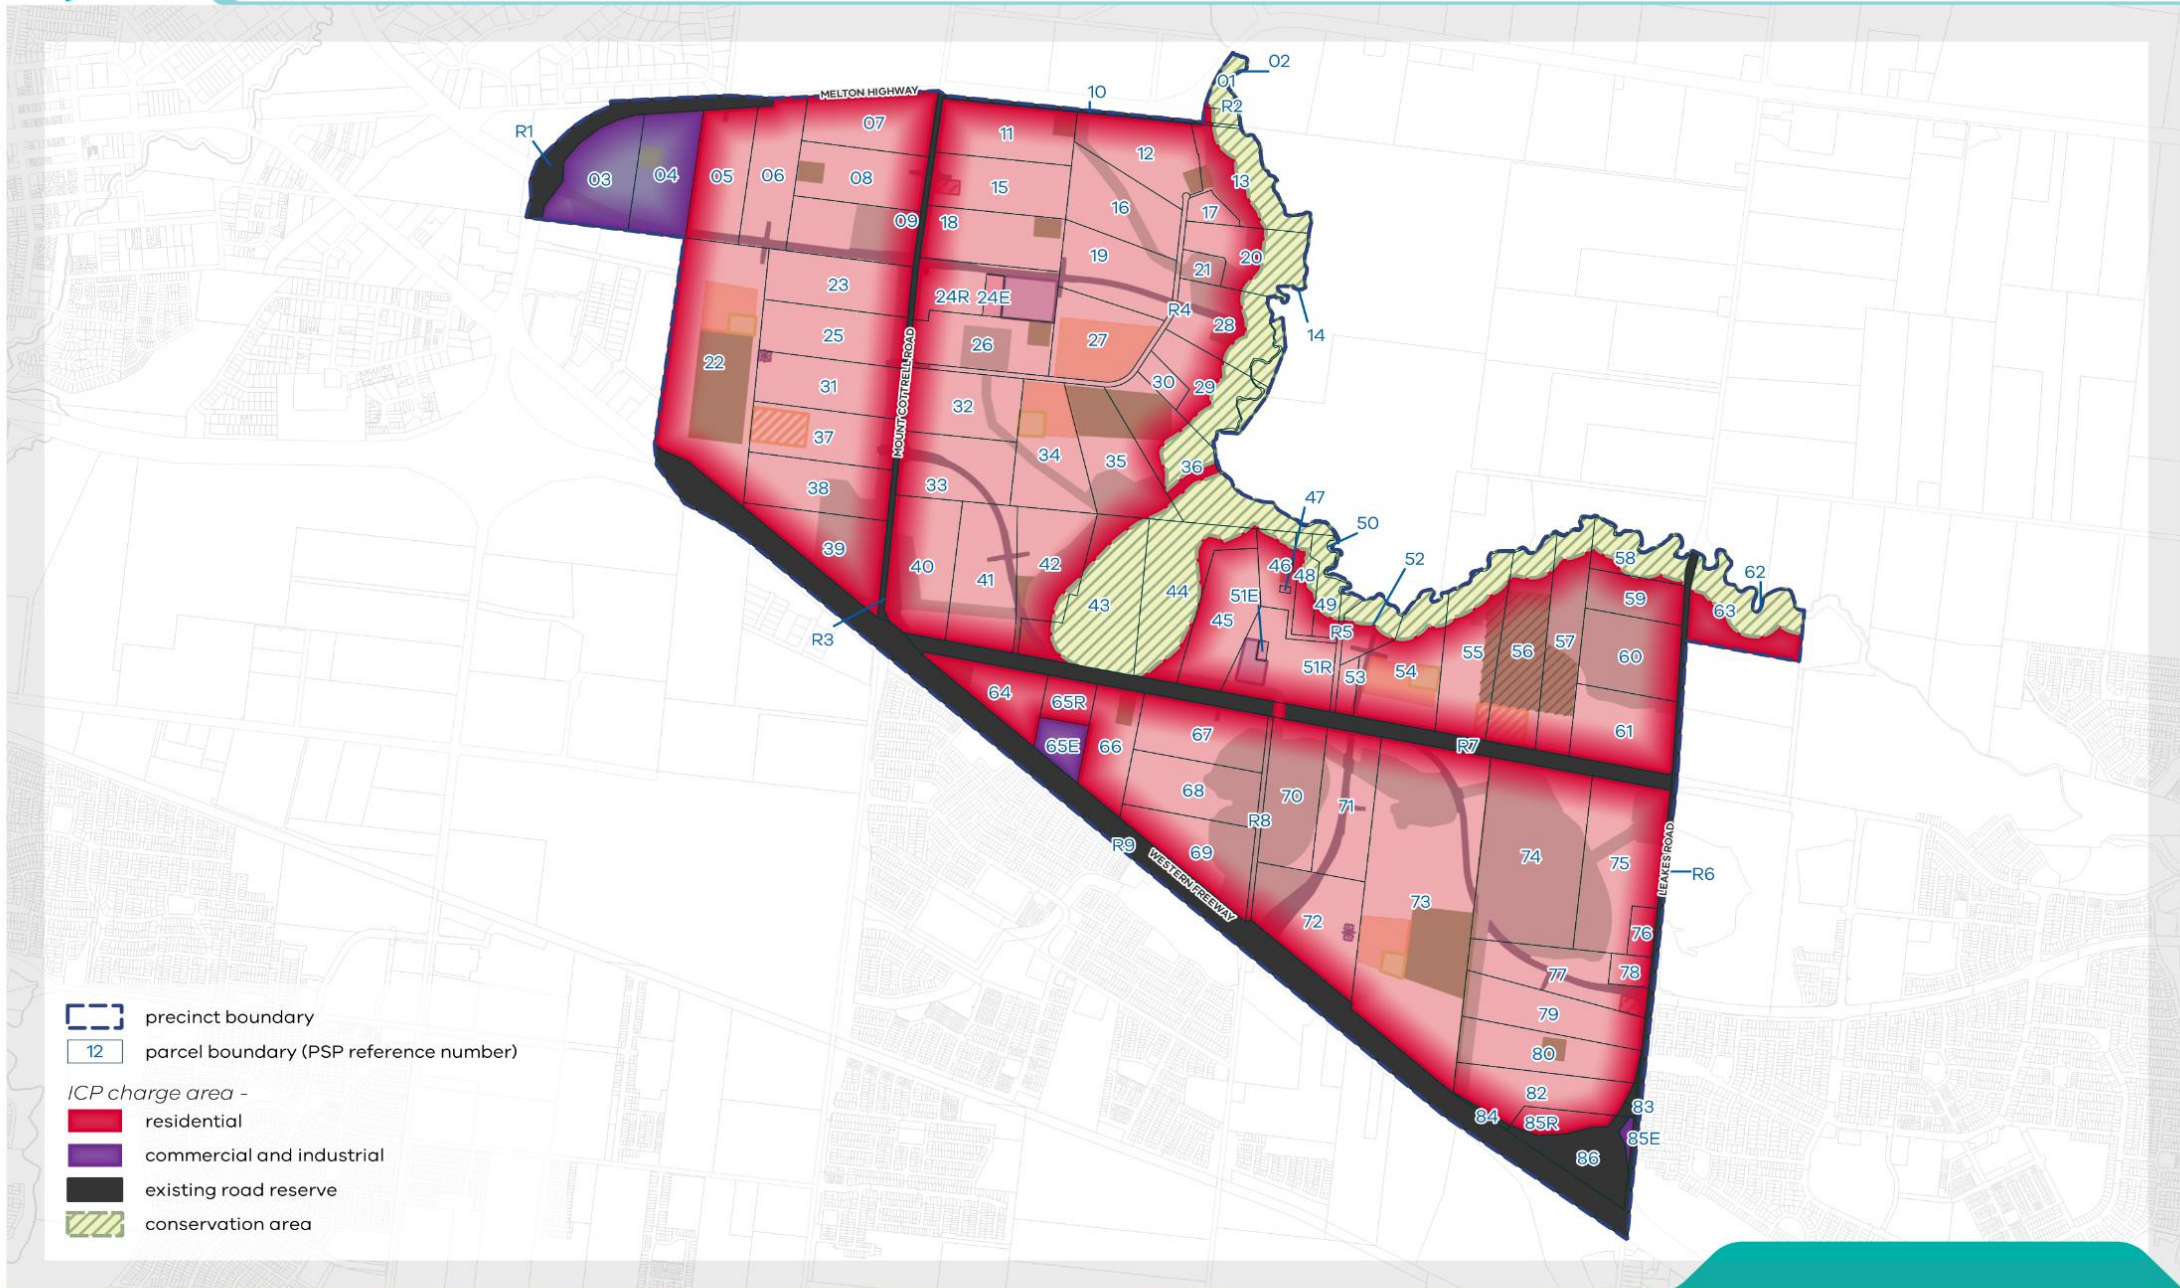 02
01
10
R2
MELTON HIGHWAY
07
11
R1
12
03
04
05
06
08
15
13
16
17
09
18
19
20
21
23
24R
24E
R4
28
14
25
26
27
22
31
30
29
MOUNT COTTRELL ROAD
32
37
34
35
36
38
33
47
50
39
40
41
42
46
48
52
58
62
43
44
51E
45
49
59
63
R3
R5
55
56
57
60
51R
53
54
64
65R
61
65E
66
67
R7
68
70
71
R8
R9
69
WESTERN FREEWAY
74
75
LEAKES ROAD
R6
72
73
76
77
78
79
80
82
83
84
85R
85E
86
precinct boundary
12 parcel boundary (PSP reference number)
ICP charge area -
residential
commercial and industrial
existing road reserve
conservation area